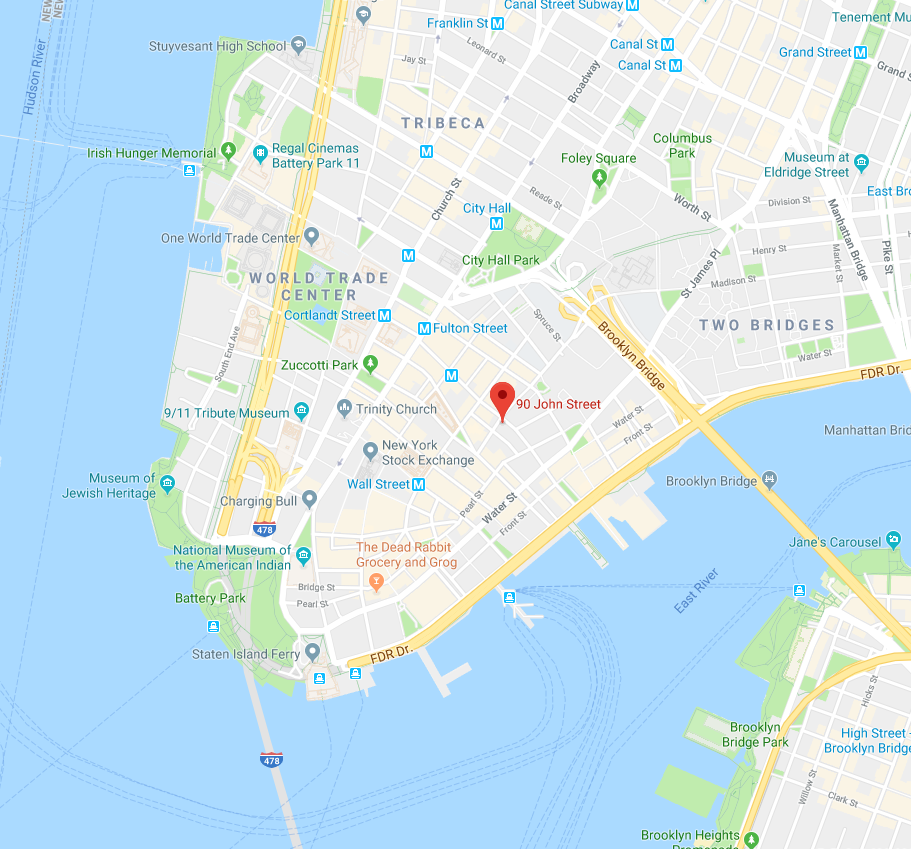 NEW
NEW
Canal Street Subway
Franklin St
Tenement Mu
Stuyvesant High School
Leonard St
Canal St
Grand Street
Jay St
Canal St
Grand S
Hudson River
Broadway
TRIBECA
Columbus
Park
Irish Hunger Memorial
Regal Cinemas
Battery Park 11
Foley Square
Museum at
Eldridge Street
Church St
Reade St
East Br
City Hall
Worth St
Division St
One World Trade Center
City Hall Park
St James Pl
Henry St
Manhattan Bridge
Market St
Pike St
WORLD TRADE
CENTER
Madison St
Cortlandt Street
Fulton Street
Spruce St
TWO BRIDGES
South End Ave
Brooklyn Bridge
Water St
Zuccotti Park
FDR Dr.
90 John Street
9/11 Tribute Museum
Trinity Church
Water St
Front St
Manhattan Brid
New York
Stock Exchange
Museum of
Jewish Heritage
Wall Street
Brooklyn Bridge
Charging Bull
Pearl St
Water St
Front St
478
Jane's Carousel
National Museum of
the American Indian
The Dead Rabbit
Grocery and Grog
East River
Bridge St
Battery Park
Pearl St
Staten Island Ferry
FDR Dr.
Hicks St
Brooklyn
Bridge Park
High Street -
Brooklyn Bridge
478
Willow St
Clark St
Brooklyn Heights
Promenade